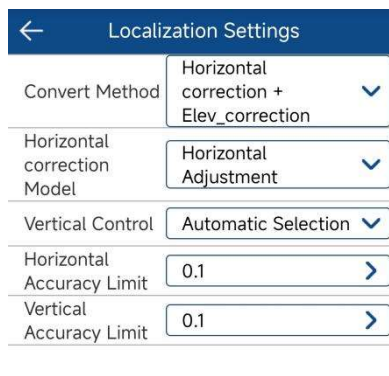 Localization Settings
Convert Method
Horizontal
correction +
Elev_correction
Horizontal
correction
Model
Horizontal
Adjustment
Vertical Control
Automatic Selection
Horizontal
Accuracy Limit
0.1
Vertical
Accuracy Limit
0.1